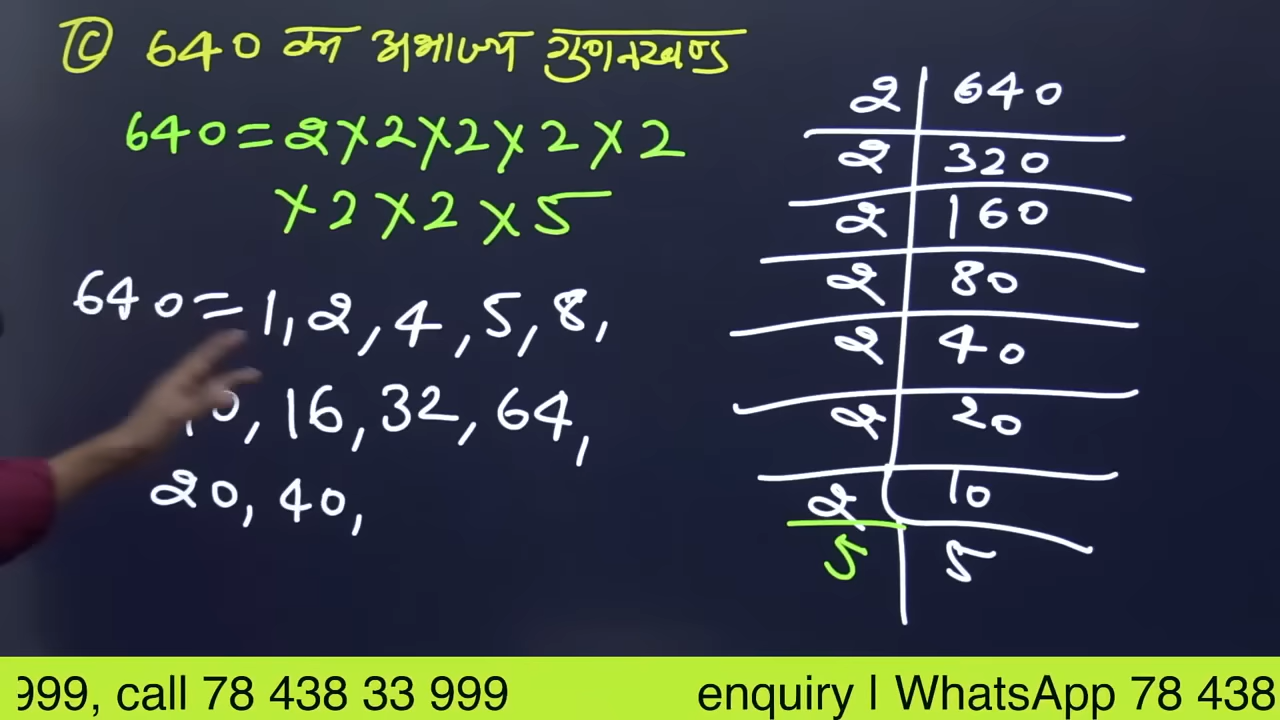 © 640 का अभाज्य गुणनखण्ड
640=2×2×2×2×2
×2×2×5
640=1,2,4,5,8,
10,16,32,64,
20,40,
2 | 640
2 | 320
2 | 160
2 | 80
2 | 40
2 | 20
2 | 10
5 | 5
999, call 78 438 33 999 enquiry l WhatsApp 78 438